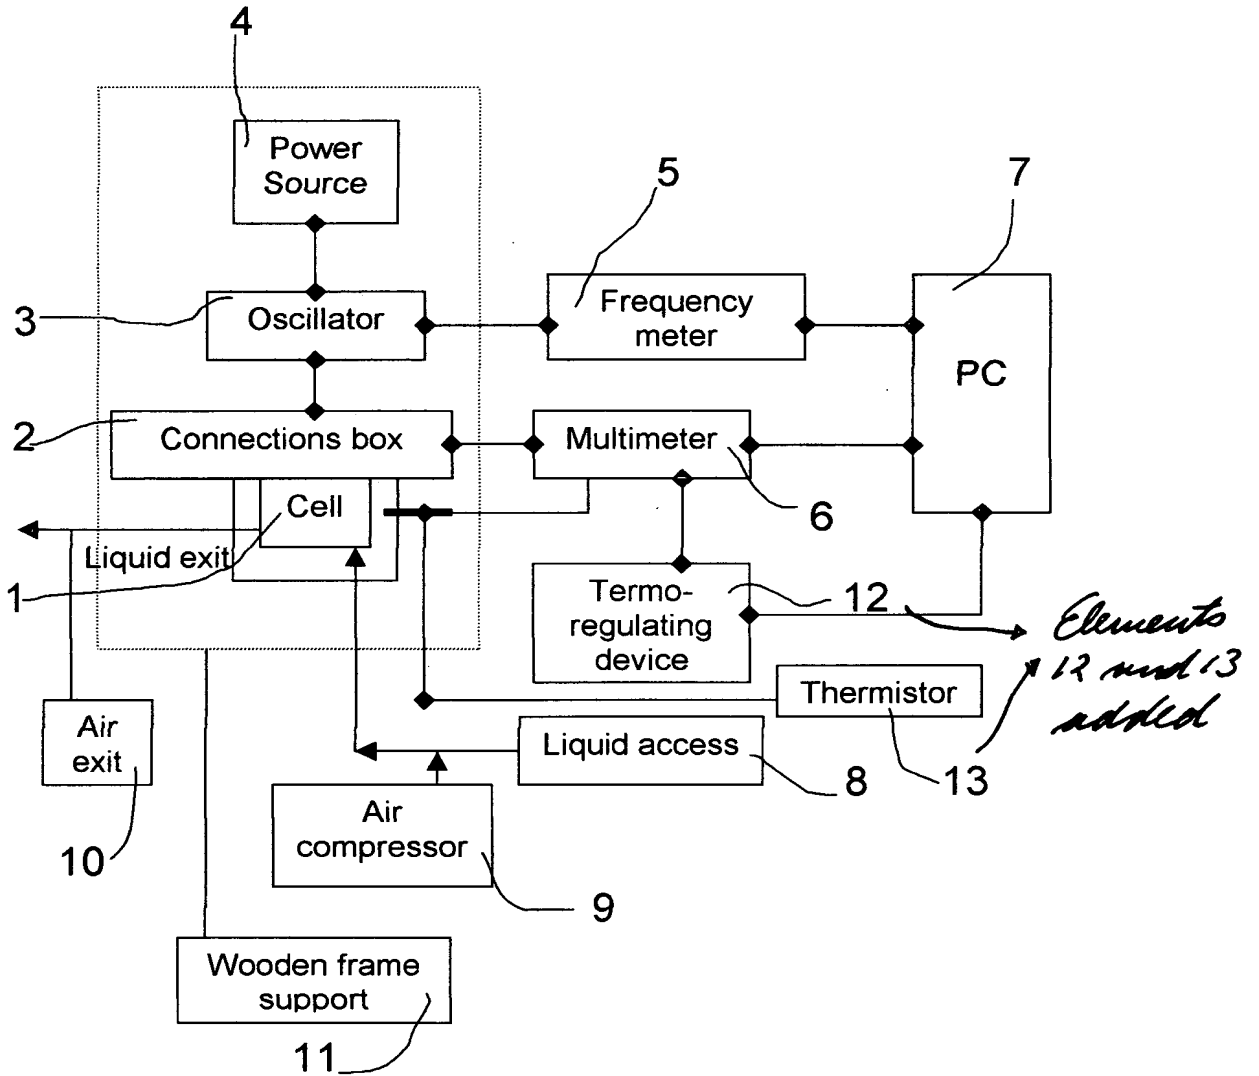 4
Power
Source
5
7
3
Oscillator
Frequency
meter
PC
2
Connections box
Multimeter
6
Cell
Liquid exit
1
Termo-
regulating
device
12
Elements
12 and 13
added
Thermistor
13
Air
exit
10
Liquid access
8
Air
compressor
9
Wooden frame
support
11